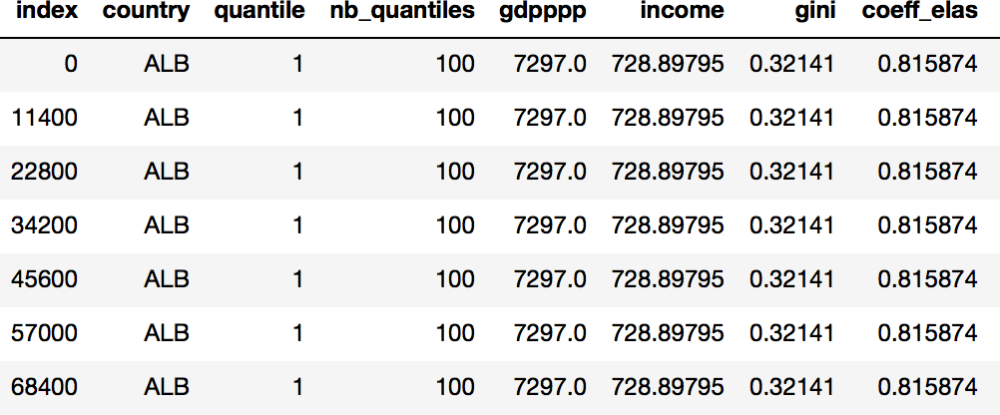 index country quantile nb_quantiles gdpppp income gini coeff_elas
0 ALB 1 100 7297.0 728.89795 0.32141 0.815874
11400 ALB 1 100 7297.0 728.89795 0.32141 0.815874
22800 ALB 1 100 7297.0 728.89795 0.32141 0.815874
34200 ALB 1 100 7297.0 728.89795 0.32141 0.815874
45600 ALB 1 100 7297.0 728.89795 0.32141 0.815874
57000 ALB 1 100 7297.0 728.89795 0.32141 0.815874
68400 ALB 1 100 7297.0 728.89795 0.32141 0.815874